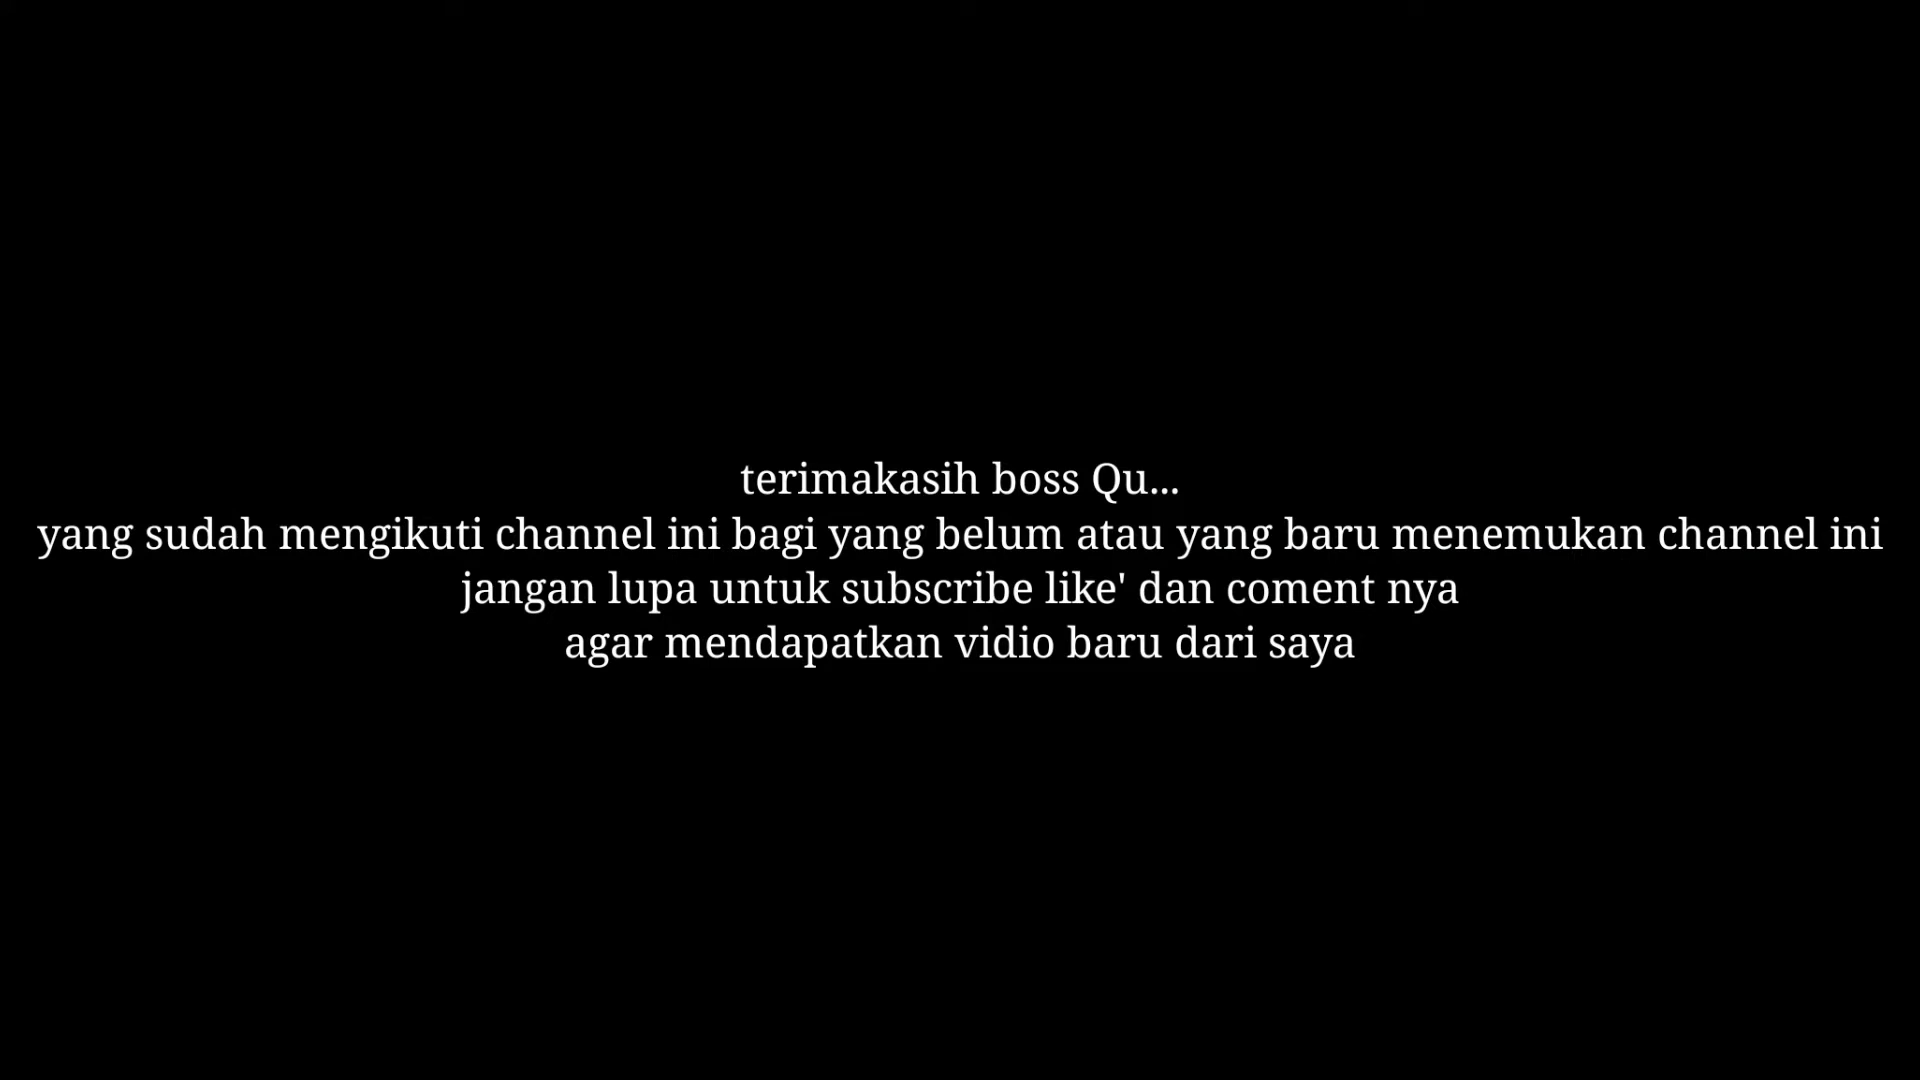 terimakasih boss Qu...
yang sudah mengikuti channel ini bagi yang belum atau yang baru menemukan channel ini
jangan lupa untuk subscribe like' dan coment nya
agar mendapatkan vidio baru dari saya